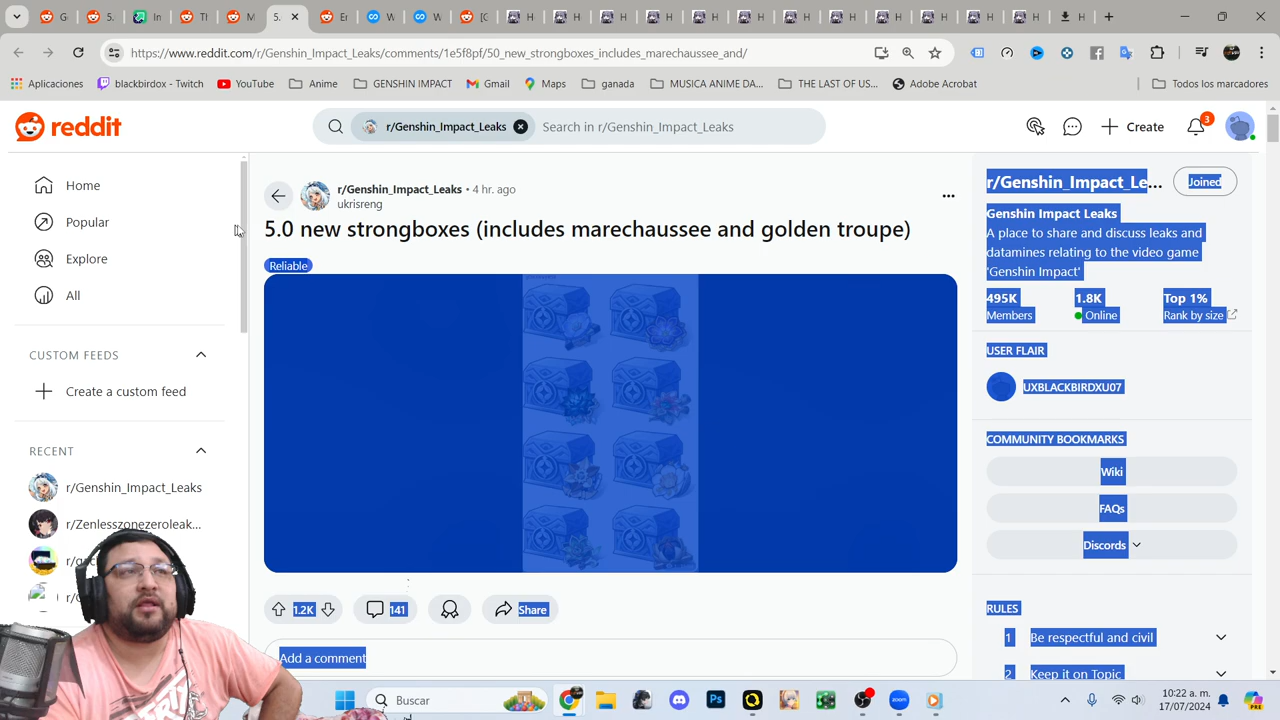 5.
https://www.reddit.com/r/Genshin_Impact_Leaks/comments/1e5f8pf/50_new_strongboxes_includes_marechaussee_and/
Aplicaciones
blackbirdox - Twitch
YouTube
Anime
GENSHIN IMPACT
Gmail
Maps
ganada
MUSICA ANIME DA...
THE LAST OF US...
Adobe Acrobat
Todos los marcadores
reddit
r/Genshin_Impact_Leaks
Search in r/Genshin_Impact_Leaks
Create
3
Home
Popular
Explore
All
CUSTOM FEEDS
Create a custom feed
RECENT
r/Genshin_Impact_Leaks
r/Zenlesszonezeroleak...
r/Genshin_Impact_Leaks • 4 hr. ago
ukrisreng
5.0 new strongboxes (includes marechaussee and golden troupe)
Reliable
1.2K
141
Share
Add a comment
r/Genshin_Impact_Le...
Joined
Genshin Impact Leaks
A place to share and discuss leaks and
datamines relating to the video game
'Genshin Impact'
495K
Members
1.8K
Online
Top 1%
Rank by size
USER FLAIR
UXBLACKBIRDXU07
COMMUNITY BOOKMARKS
Wiki
FAQs
Discords
RULES
1 Be respectful and civil
2 Keep it on Topic
Buscar
Ps
zoom
10:22 a. m.
17/07/2024